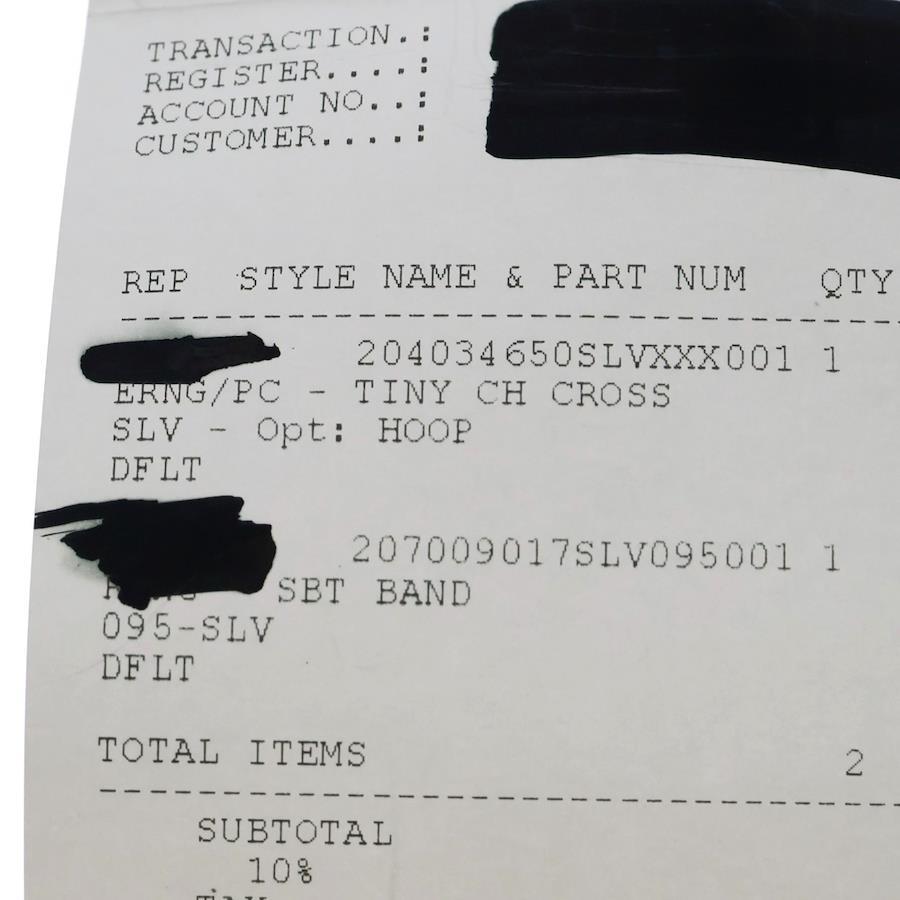 TRANSACTION.:
REGISTER....:
ACCOUNT NO..:
CUSTOMER....:
REP STYLE NAME & PART NUM QTY
204034650SLVXXX001 1
ERNG/PC - TINY CH CROSS
SLV - Opt: HOOP
DFLT
207009017SLV095001 1
SBT BAND
095-SLV
DFLT
TOTAL ITEMS 2
SUBTOTAL
10%
TAX